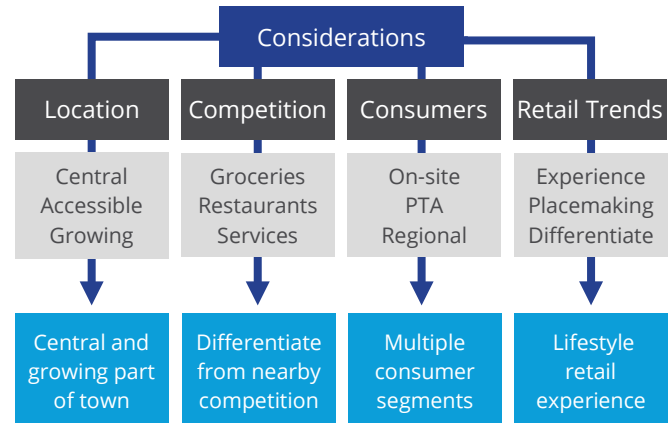 Considerations
Location
Competition
Consumers
Retail Trends
Central
Accessible
Growing
Groceries
Restaurants
Services
On-site
PTA
Regional
Experience
Placemaking
Differentiate
Central and
growing part
of town
Differentiate
from nearby
competition
Multiple
consumer
segments
Lifestyle
retail
experience